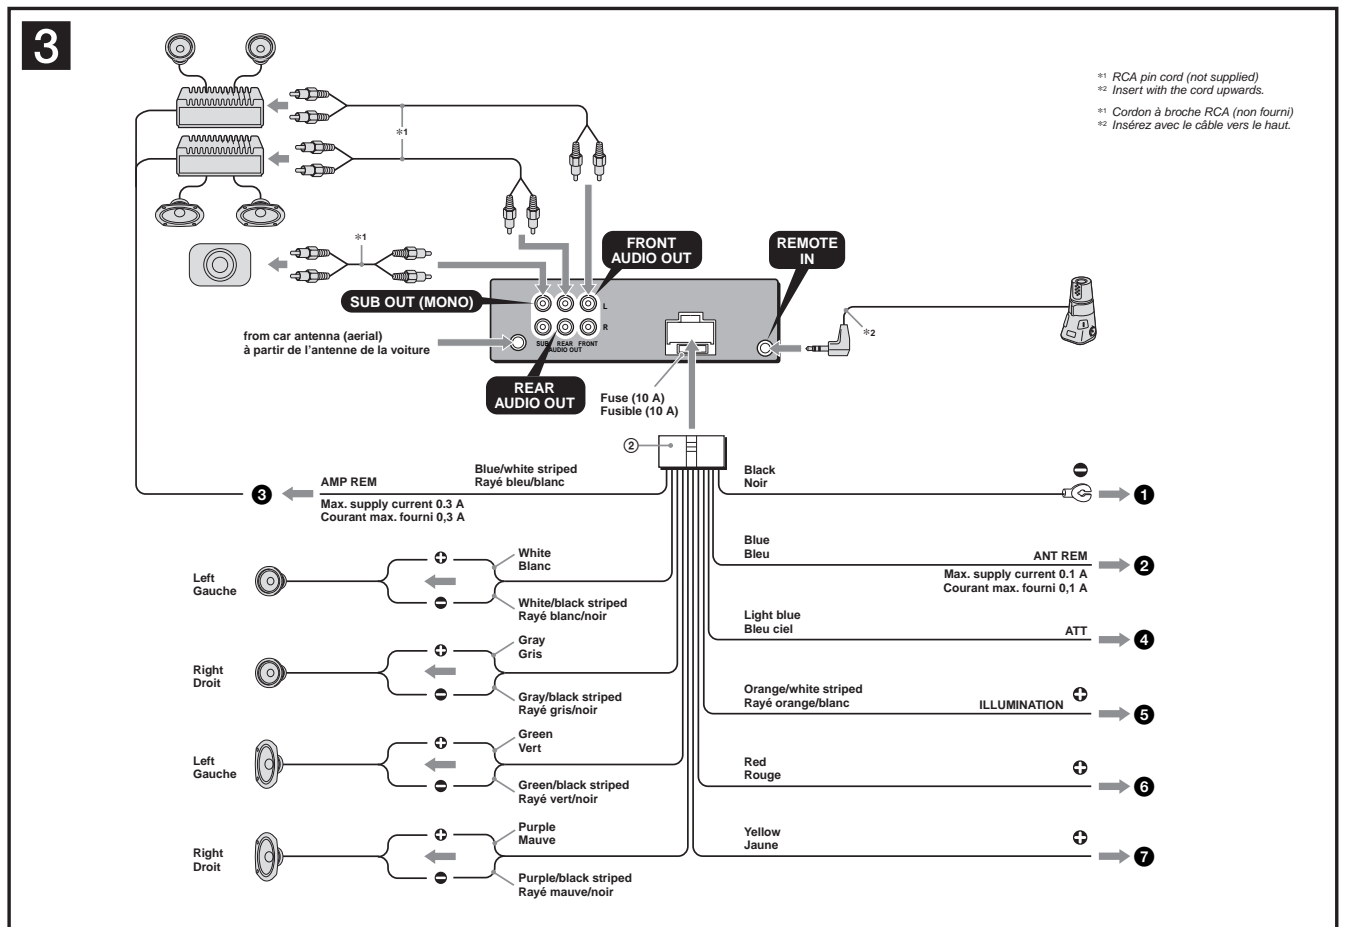 3
*1 RCA pin cord (not supplied)
*2 Insert with the cord upwards.
*1 Cordon à broche RCA (non fourni)
*2 Insérez avec le câble vers le haut.
*1
*1
FRONT
AUDIO OUT
REMOTE
IN
SUB OUT (MONO)
L
R
SUB REAR FRONT
AUDIO OUT
*2
from car antenna (aerial)
à partir de l'antenne de la voiture
REAR
AUDIO OUT
Fuse (10 A)
Fusible (10 A)
2
Blue/white striped
Rayé bleu/blanc
3
AMP REM
Max. supply current 0.3 A
Courant max. fourni 0,3 A
Black
Noir
1
Blue
Bleu
ANT REM
Max. supply current 0.1 A
Courant max. fourni 0,1 A
2
Light blue
Bleu ciel
ATT
4
Orange/white striped
Rayé orange/blanc
ILLUMINATION
5
Red
Rouge
6
Yellow
Jaune
7
Left
Gauche
White
Blanc
White/black striped
Rayé blanc/noir
Right
Droit
Gray
Gris
Gray/black striped
Rayé gris/noir
Left
Gauche
Green
Vert
Green/black striped
Rayé vert/noir
Right
Droit
Purple
Mauve
Purple/black striped
Rayé mauve/noir